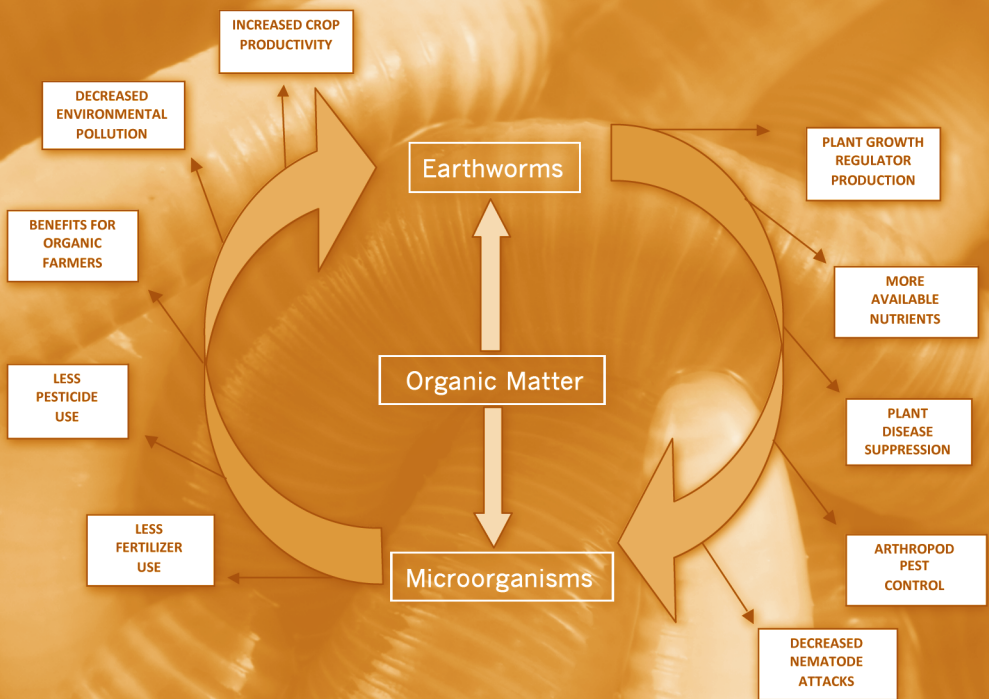 INCREASED CROP
PRODUCTIVITY
DECREASED
ENVIRONMENTAL
POLLUTION
BENEFITS FOR
ORGANIC
FARMERS
LESS
PESTICIDE
USE
LESS
FERTILIZER
USE
Earthworms
Organic Matter
Microorganisms
PLANT GROWTH
REGULATOR
PRODUCTION
MORE
AVAILABLE
NUTRIENTS
PLANT
DISEASE
SUPPRESSION
ARTHROPOD
PEST
CONTROL
DECREASED
NEMATODE
ATTACKS